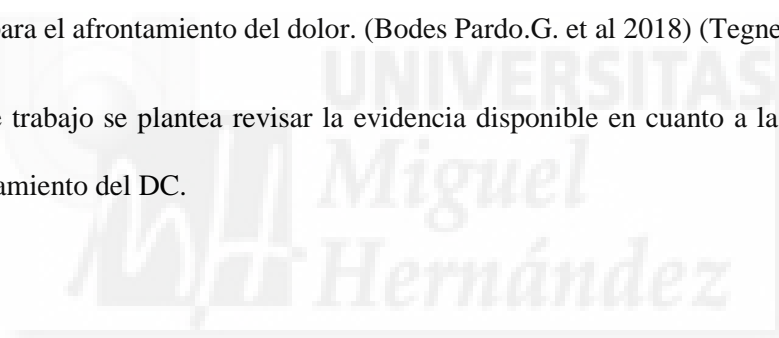 para el afrontamiento del dolor. (Bodes Pardo.G. et al 2018) (Tegne
trabajo se plantea revisar la evidencia disponible en cuanto a la
amiento del DC.
UNIVERSITAS
Miguel
Hernández